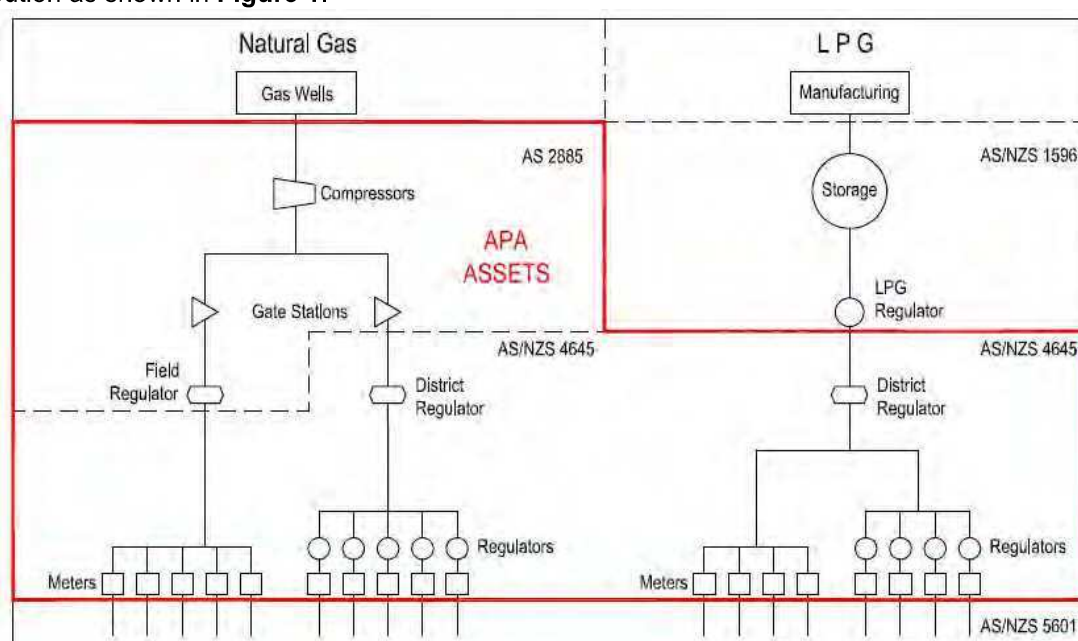 as shown in Figure 1.
Natural Gas
L P G
Gas Wells
Manufacturing
AS 2885
AS/NZS 1596
Compressors
Storage
APA
ASSETS
LPG
Regulator
Gate Stations
AS/NZS 4645
AS/NZS 4645
Field
Regulator
District
Regulator
District
Regulator
Regulators
Regulators
Meters
Meters
AS/NZS 5601